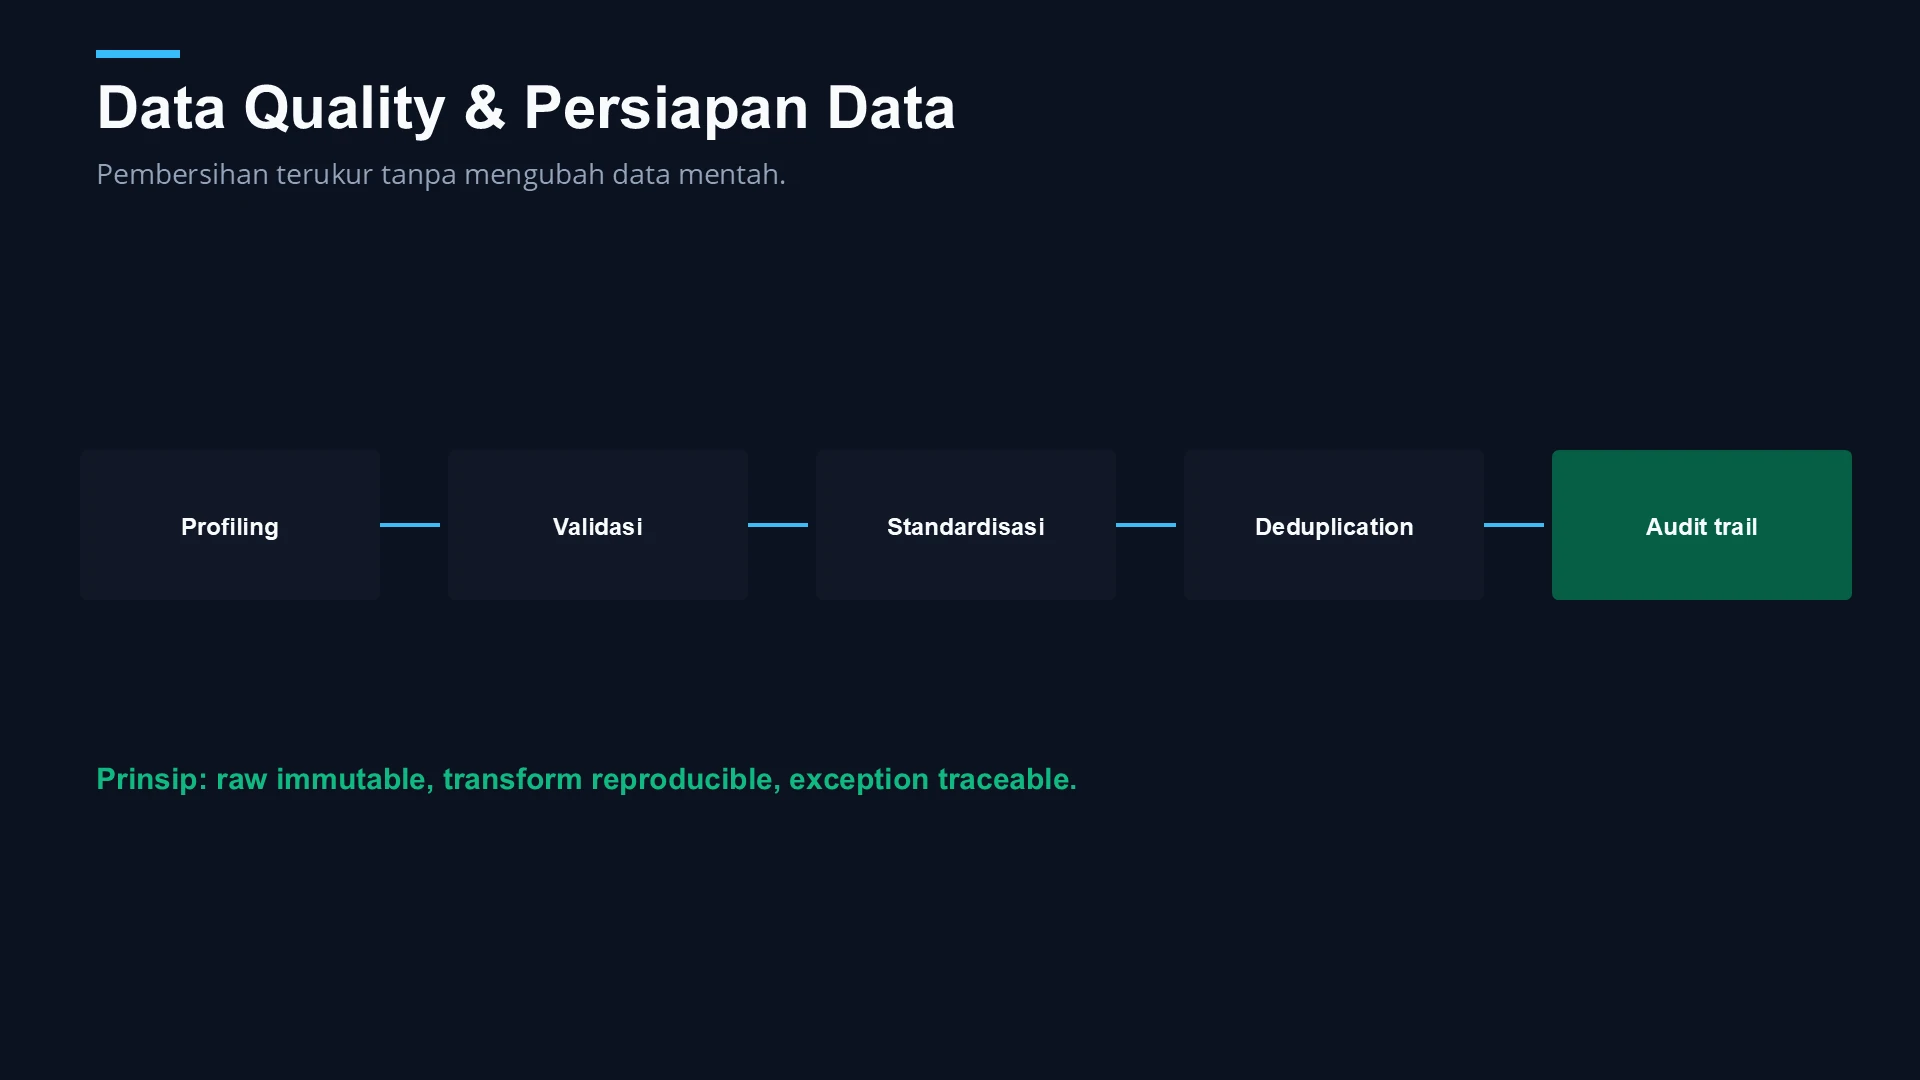 Data Quality & Persiapan Data
Pembersihan terukur tanpa mengubah data mentah.
Profiling
Validasi
Standardisasi
Deduplication
Audit trail
Prinsip: raw immutable, transform reproducible, exception traceable.